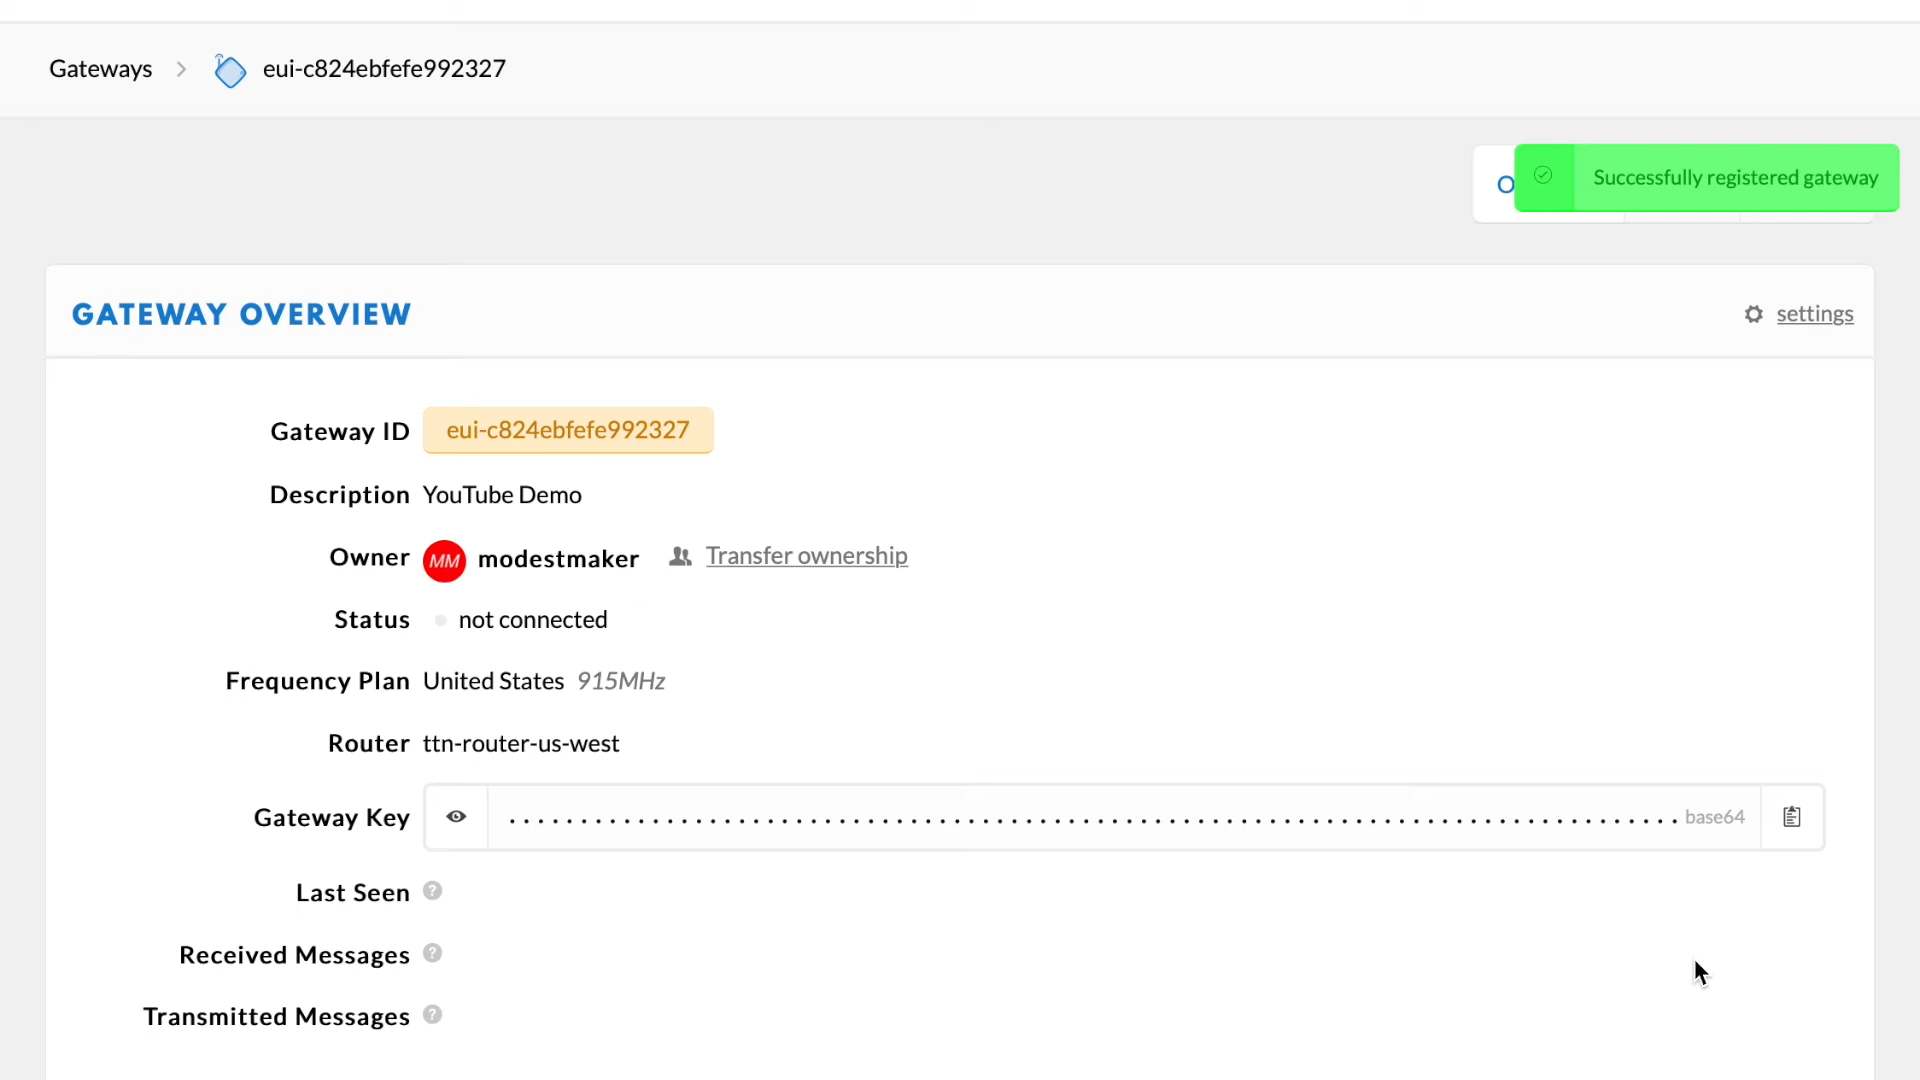 Gateways > eui-c824ebfefe992327
O
Successfully registered gateway
GATEWAY OVERVIEW
settings
Gateway ID eui-c824ebfefe992327
Description YouTube Demo
Owner MM modestmaker Transfer ownership
Status not connected
Frequency Plan United States 915MHz
Router ttn-router-us-west
Gateway Key base64
Last Seen ?
Received Messages ?
Transmitted Messages ?